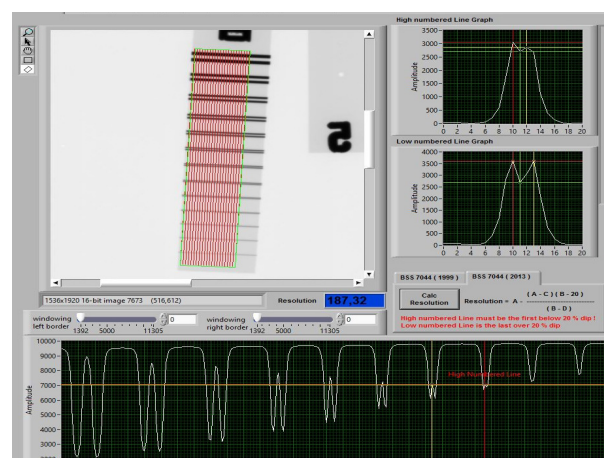 High numbered Line Graph
3500
3000
2500
2000
1500
1000
500
0
Amplitude
0 2 4 6 8 10 12 14 16 18 20
Low numbered Line Graph
4000
3500
3000
2500
2000
1500
1000
500
0
Amplitude
0 2 4 6 8 10 12 14 16 18 20
1536x1920 16-bit image 7673 (516,612)
Resolution 187,32
BSS 7044 ( 1999 ) BSS 7044 ( 2013 )
Calc Resolution
Resolution = A - ( A - C ) ( B - 20 ) / ( B - D )
High numbered Line must be the first below 20 % dip !
Low numbered Line is the last over 20 % dip
windowing left border
1392 5000 11305
0
windowing right border
1392 5000 11305
0
10000
9000
8000
7000
6000
5000
4000
3000
2000
Amplitude
High Numbered Line